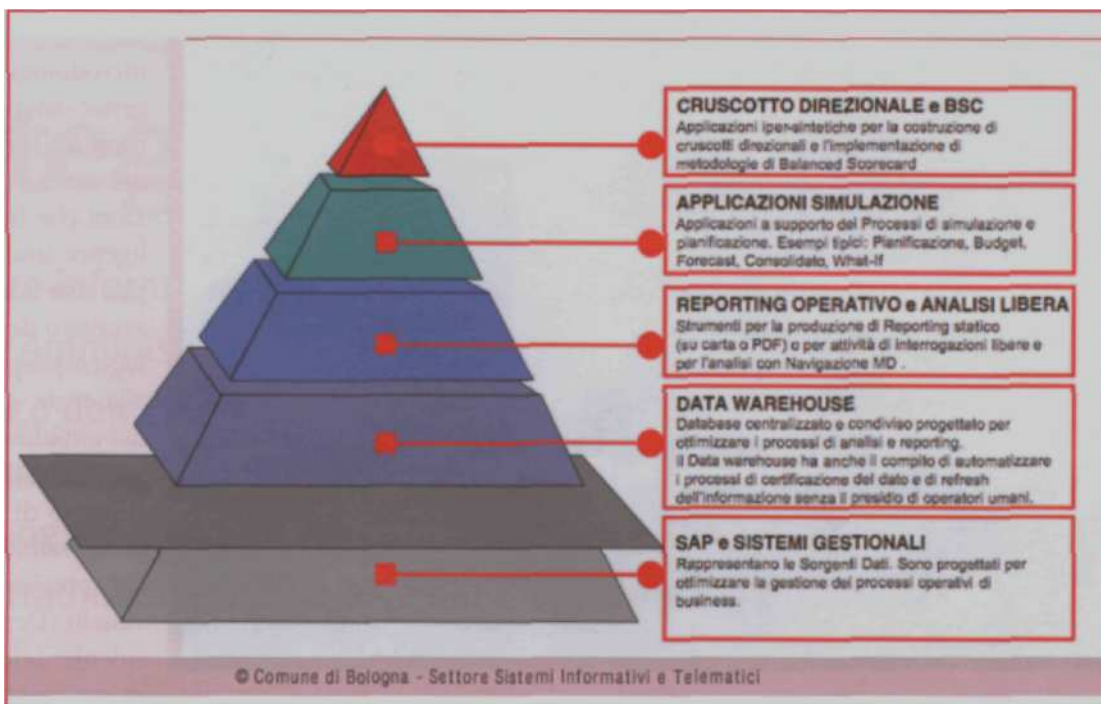 CRUSCOTTO DIREZIONALE e BSC
Applicazioni iper-sintetiche per la costruzione di
cruscotti direzionali e l'implementazione di
metodologie di Balanced Scorecard
APPLICAZIONI SIMULAZIONE
Applicazioni a supporto dei Processi di simulazione e
pianificazione. Esempi tipici: Pianificazione, Budget,
Forecast, Consolidato, What-If
REPORTING OPERATIVO e ANALISI LIBERA
Strumenti per la produzione di Reporting statico
(su carta o PDF) o per attività di interrogazioni libere e
per l'analisi con Navigazione MD .
DATA WAREHOUSE
Database centralizzato e condiviso progettato per
ottimizzare i processi di analisi e reporting.
Il Data warehouse ha anche il compito di automatizzare
i processi di certificazione del dato e di refresh
dell'informazione senza il presidio di operatori umani.
SAP e SISTEMI GESTIONALI
Rappresentano le Sorgenti Dati. Sono progettati per
ottimizzare la gestione dei processi operativi di
business.
© Comune di Bologna - Settore Sistemi Informativi e Telematici